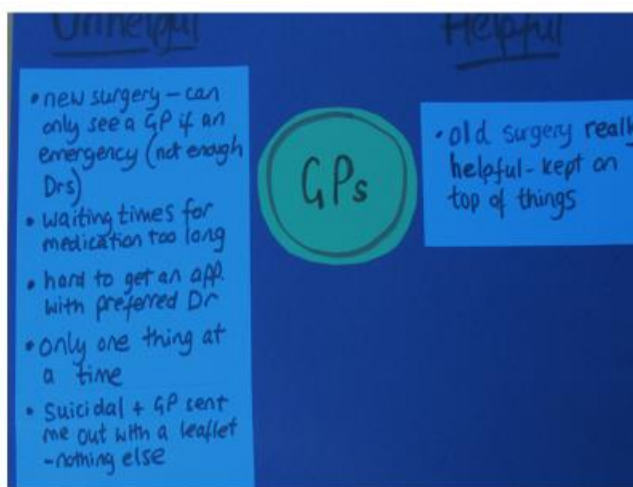 Unhelpful
• new surgery – can
only see a GP if an
emergency (not enough
Drs)
• waiting times for
medication too long
• hard to get an app.
with preferred Dr
• only one thing at
a time
• Suicidal + GP sent
me out with a leaflet
- nothing else
GPs
Helpful
• old surgery really
helpful - kept on
top of things